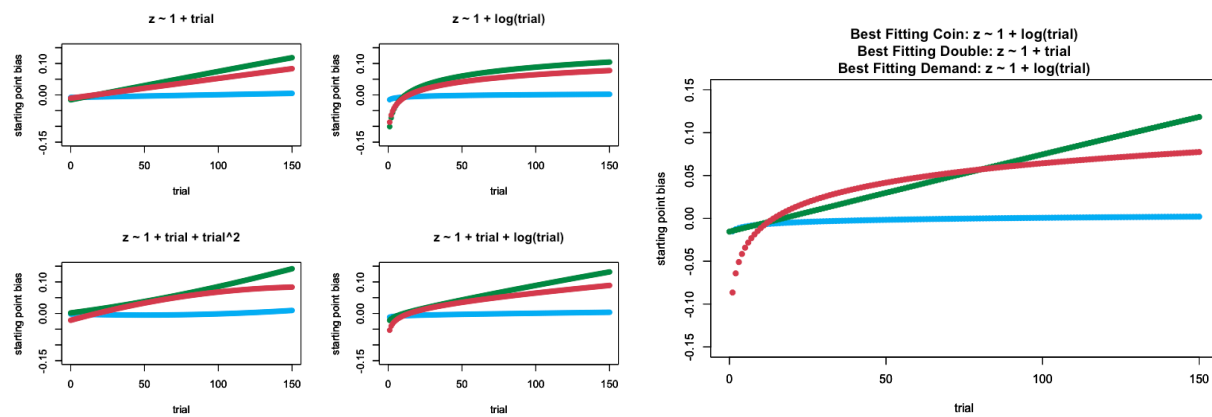 z ~ 1 + trial
starting point bias
0.10
0.00
-0.15
0 50 100 150
trial
z ~ 1 + log(trial)
starting point bias
0.10
0.00
-0.15
0 50 100 150
trial
z ~ 1 + trial + trial^2
starting point bias
0.10
0.00
-0.15
0 50 100 150
trial
z ~ 1 + trial + log(trial)
starting point bias
0.10
0.00
-0.15
0 50 100 150
trial
Best Fitting Coin: z ~ 1 + log(trial)
Best Fitting Double: z ~ 1 + trial
Best Fitting Demand: z ~ 1 + log(trial)
starting point bias
0.15
0.10
0.05
0.00
-0.05
-0.10
-0.15
0 50 100 150
trial